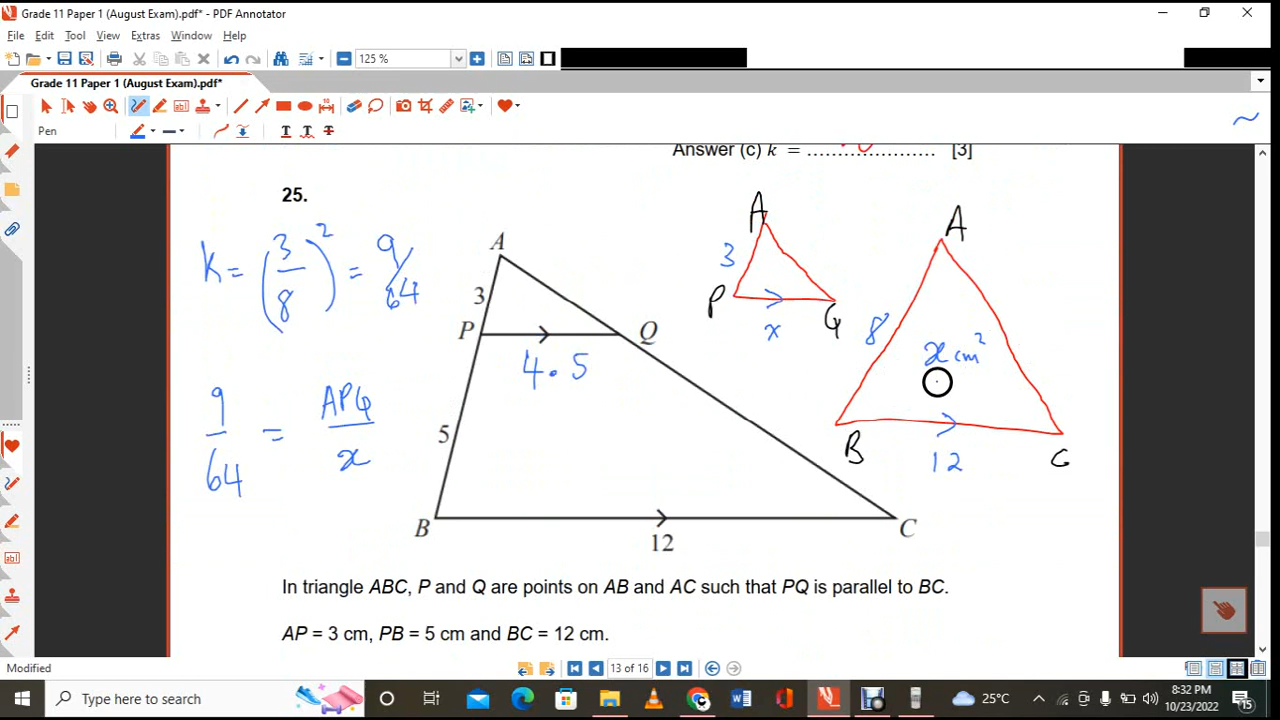 Grade 11 Paper 1 (August Exam).pdf* - PDF Annotator
File Edit Tool View Extras Window Help
125 %
Grade 11 Paper 1 (August Exam).pdf*
Pen
Answer (c) k = ...................... [3]
25.
k = (3/8)² = 9/64
9/64 = APQ/x
A
3
P
Q
4.5
5
B
12
C
A
3
P
Q
x
A
8
x cm²
B
C
12
In triangle ABC, P and Q are points on AB and AC such that PQ is parallel to BC.
AP = 3 cm, PB = 5 cm and BC = 12 cm.
Modified
13 of 16
Type here to search
25°C
8:32 PM
10/23/2022
15